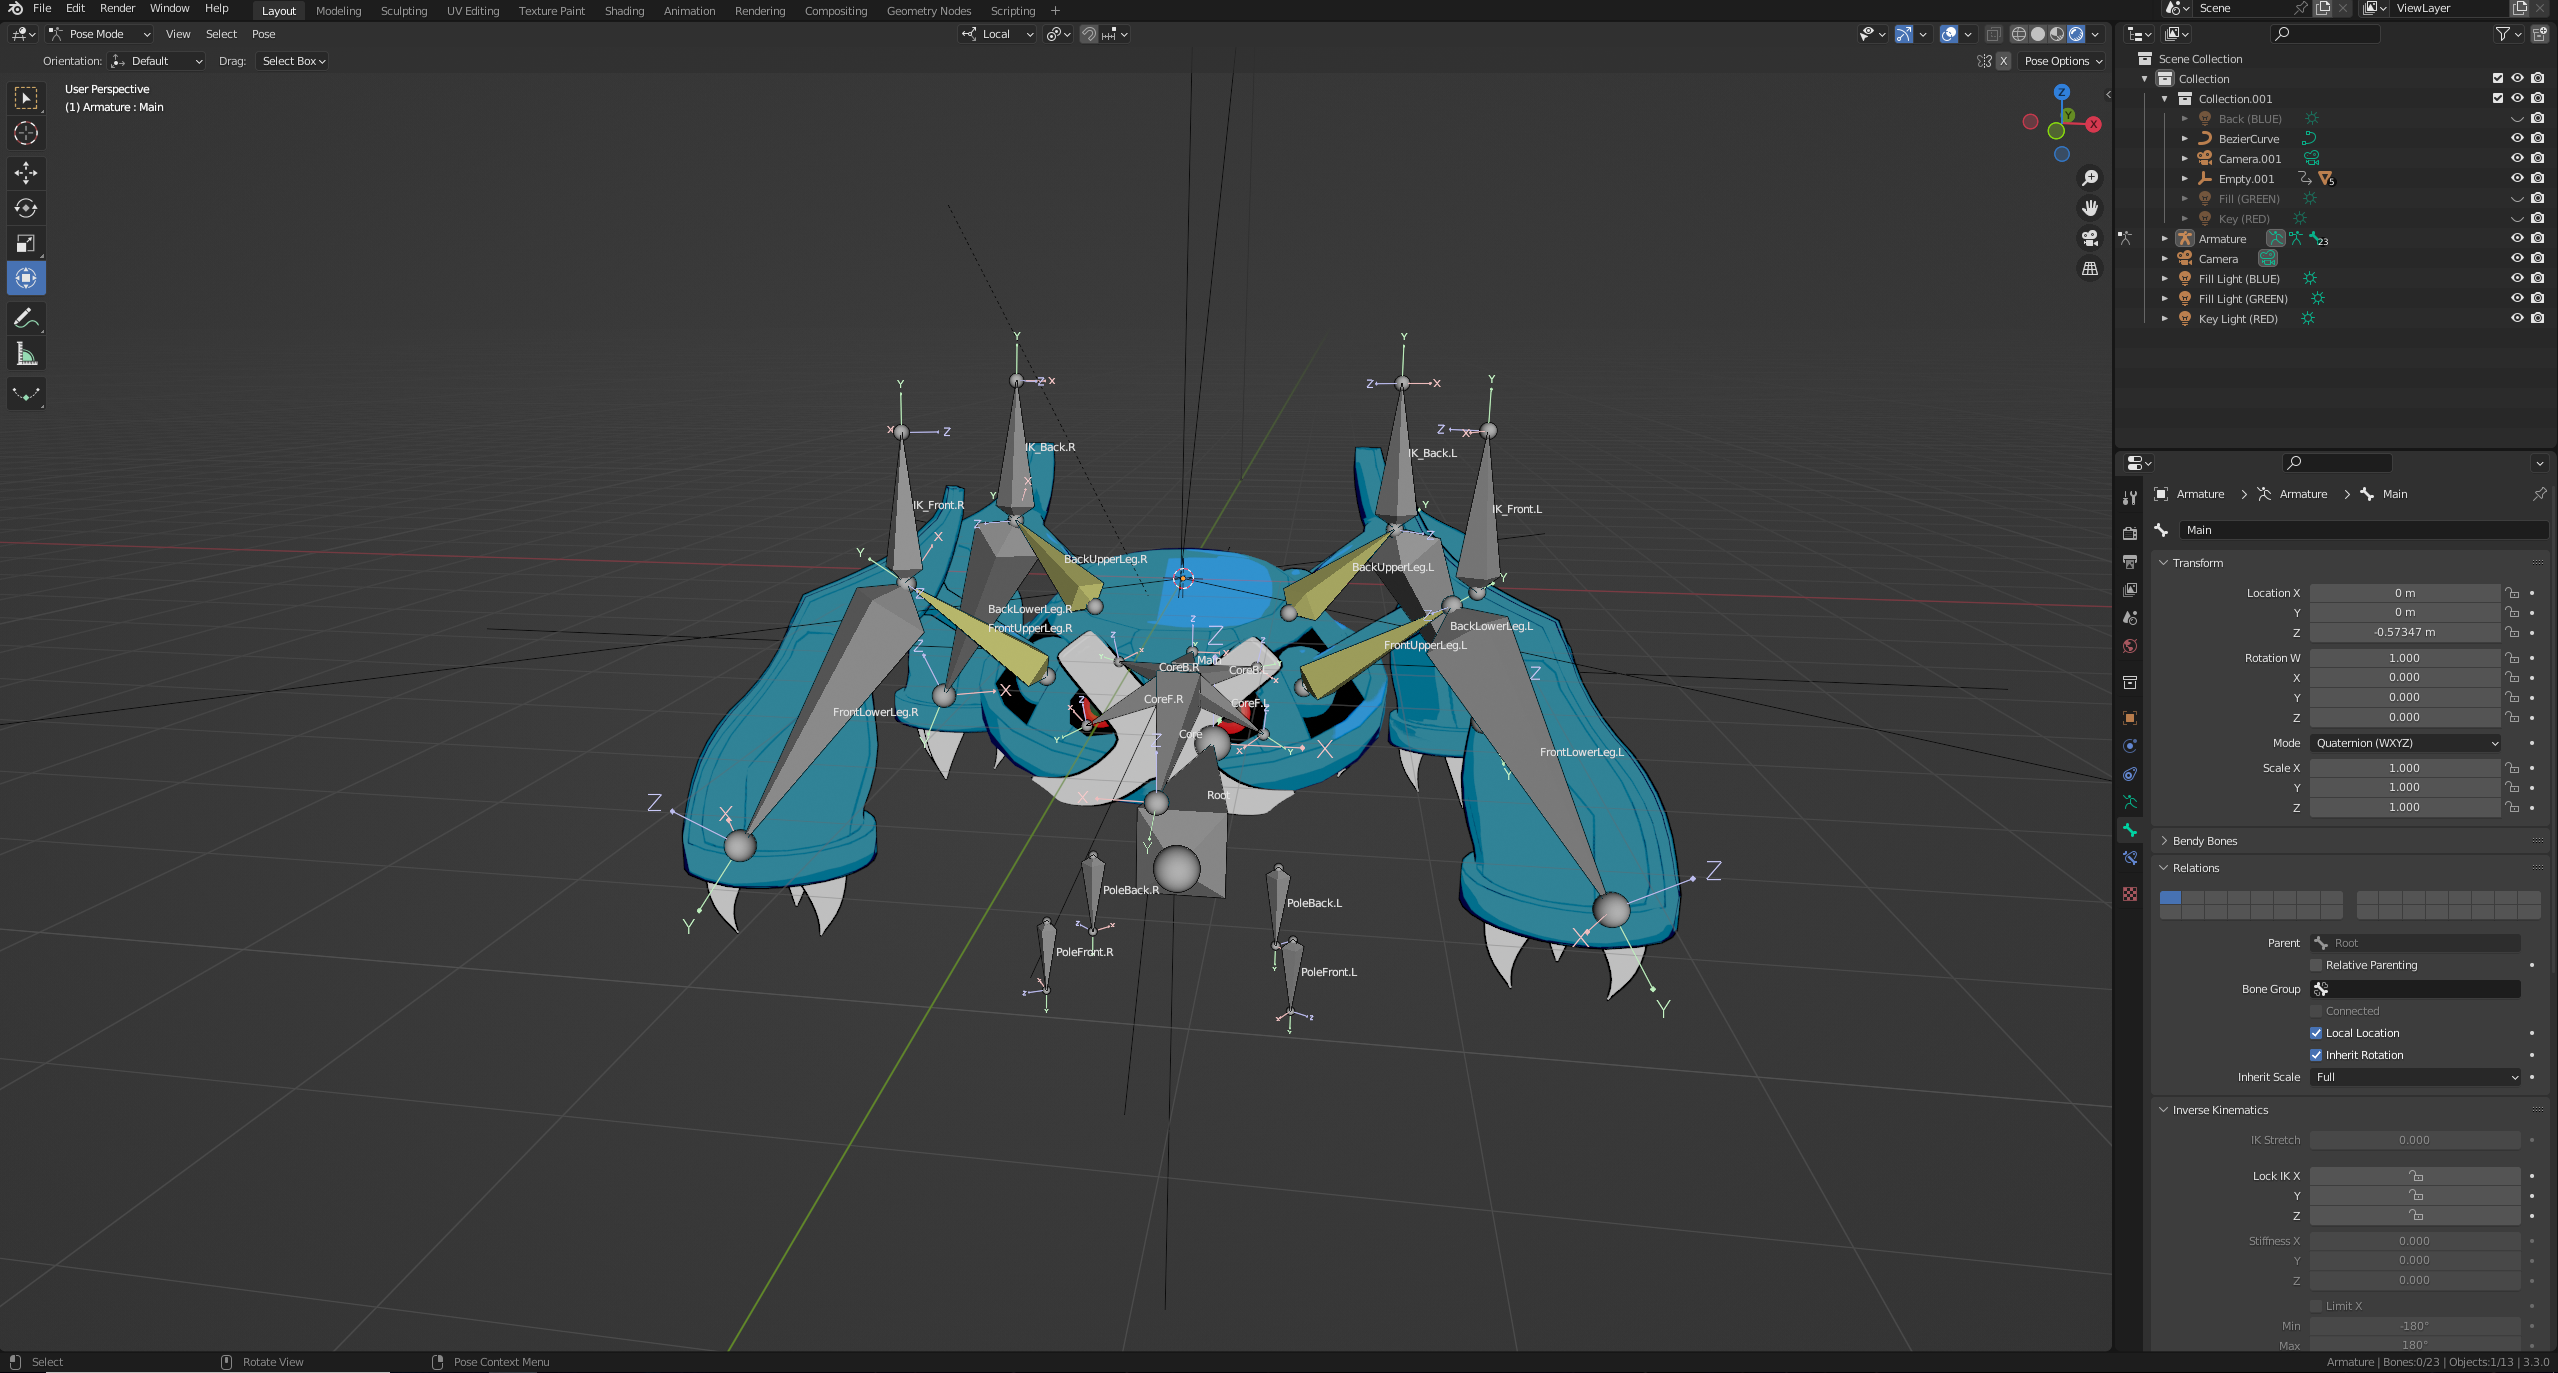 File Edit Render Window Help Layout Modeling Sculpting UV Editing Texture Paint Shading Animation Rendering Compositing Geometry Nodes Scripting + Scene ViewLayer
Pose Mode View Select Pose Local
Orientation: Default Drag: Select Box X Pose Options
User Perspective
(1) Armature : Main
Scene Collection
Collection
Collection.001
Back (BLUE)
BezierCurve
Camera.001
Empty.001 5
Fill (GREEN)
Key (RED)
Armature 23
Camera
Fill Light (BLUE)
Fill Light (GREEN)
Key Light (RED)
Z
Y
X
IK_Back.R
IK_Back.L
IK_Front.R
IK_Front.L
BackUpperLeg.R
BackUpperLeg.L
BackLowerLeg.R
FrontUpperLeg.R
BackLowerLeg.L
FrontUpperLeg.L
Main
CoreB.R
CoreF.R
CoreF.L
FrontLowerLeg.R
Core
FrontLowerLeg.L
Root
PoleBack.R
PoleBack.L
PoleFront.R
PoleFront.L
Armature > Armature > Main
Main
Transform
Location X 0 m
Y 0 m
Z -0.57347 m
Rotation W 1.000
X 0.000
Y 0.000
Z 0.000
Mode Quaternion (WXYZ)
Scale X 1.000
Y 1.000
Z 1.000
Bendy Bones
Relations
Parent Root
Relative Parenting
Bone Group
Connected
Local Location
Inherit Rotation
Inherit Scale Full
Inverse Kinematics
IK Stretch 0.000
Lock IK X
Y
Z
Stiffness X 0.000
Y 0.000
Z 0.000
Limit X
Min -180°
Max 180°
Select Rotate View Pose Context Menu Armature | Bones:0/23 | Objects:1/13 | 3.3.0